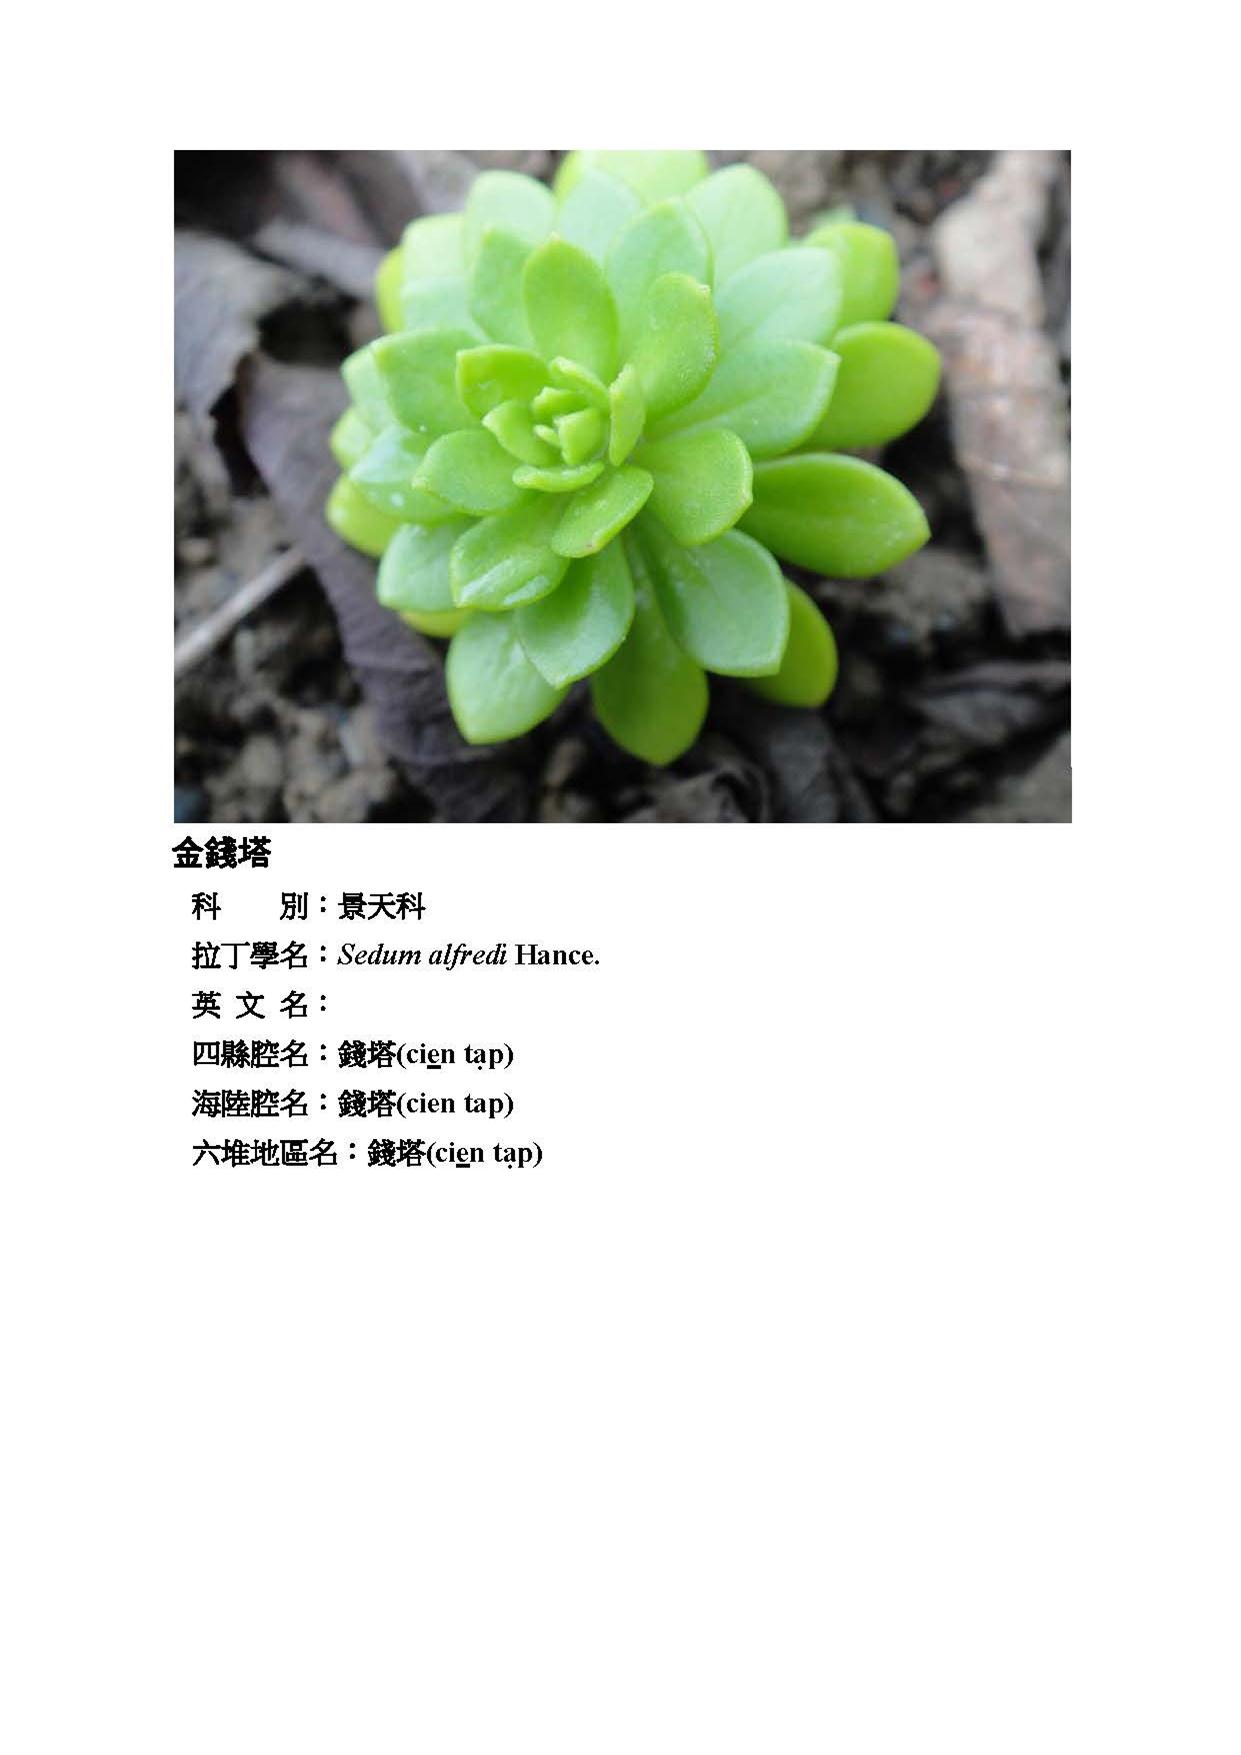 金錢塔
科　　別：景天科
拉丁學名：Sedum alfredi Hance.
英 文 名：
四縣腔名：錢塔(cie̲n tạp)
海陸腔名：錢塔(cien tap)
六堆地區名：錢塔(cie̲n tạp)